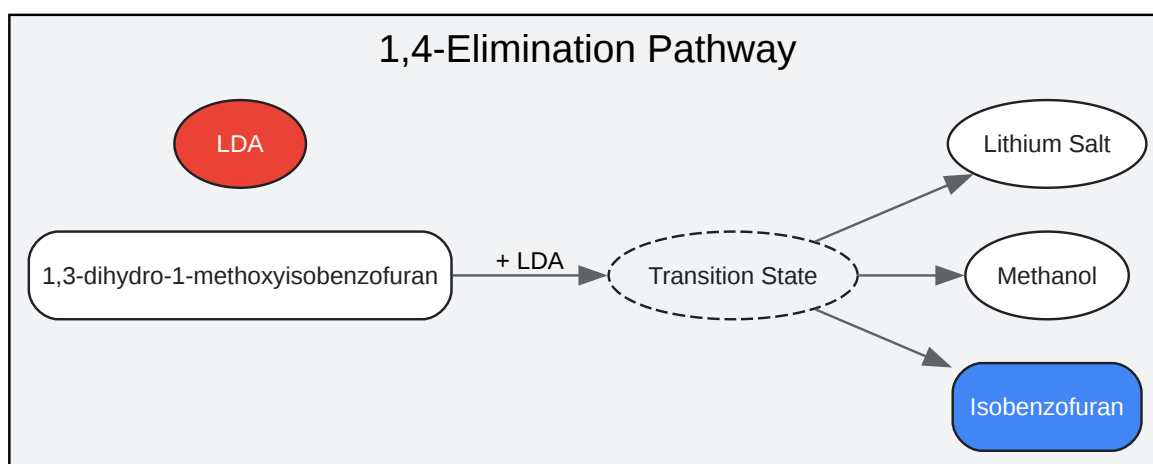 1,4-Elimination Pathway
LDA
Lithium Salt
1,3-dihydro-1-methoxyisobenzofuran
+ LDA
Transition State
Methanol
Isobenzofuran